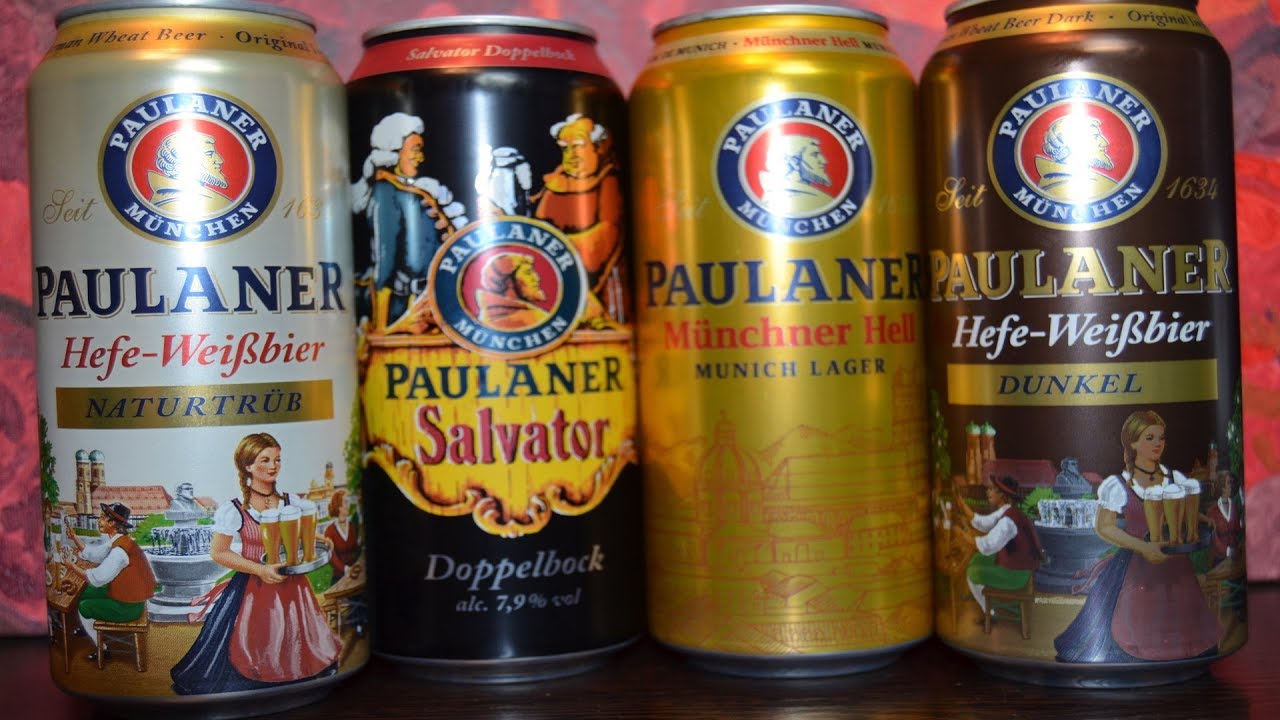 man Wheat Beer · Original
PAULANER
MÜNCHEN
Seit 163
PAULANER
Hefe-Weißbier
NATURTRÜB
Salvator Doppelbock
PAULANER
MÜNCHEN
PAULANER
Salvator
Doppelbock
alc. 7,9% vol
MUNICH · Münchner Hell
PAULANER
MÜNCHEN
PAULANER
Münchner Hell
MUNICH LAGER
Wheat Beer Dark · Original
PAULANER
MÜNCHEN
Seit 1634
PAULANER
Hefe-Weißbier
DUNKEL